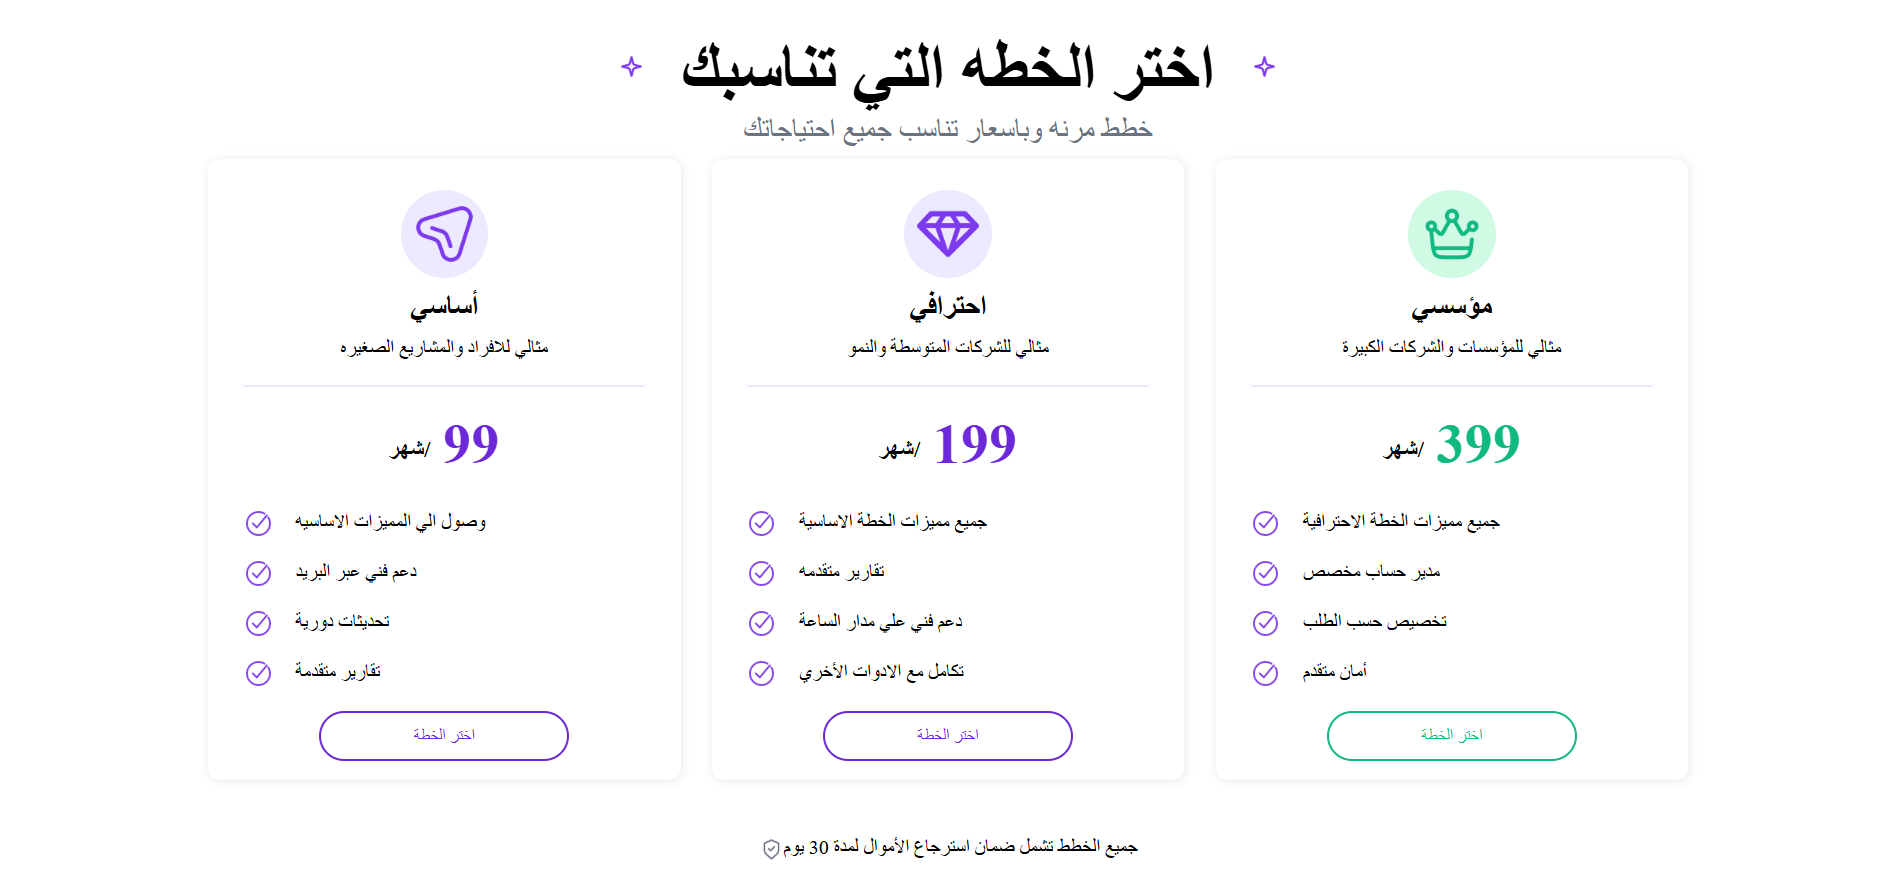 اختر الخطه التي تناسبك
خطط مرنه وباسعار تناسب جميع احتياجاتك
مؤسسي
مثالي للمؤسسات والشركات الكبيرة
399 /شهر
جميع مميزات الخطة الاحترافية
مدير حساب مخصص
تخصيص حسب الطلب
أمان متقدم
اختر الخطة
احترافي
مثالي للشركات المتوسطة والنمو
199 /شهر
جميع مميزات الخطة الاساسية
تقارير متقدمه
دعم فني علي مدار الساعة
تكامل مع الادوات الأخري
اختر الخطة
أساسي
مثالي للافراد والمشاريع الصغيره
99 /شهر
وصول الي المميزات الاساسيه
دعم فني عبر البريد
تحديثات دورية
تقارير متقدمة
اختر الخطة
جميع الخطط تشمل ضمان استرجاع الأموال لمدة 30 يوم